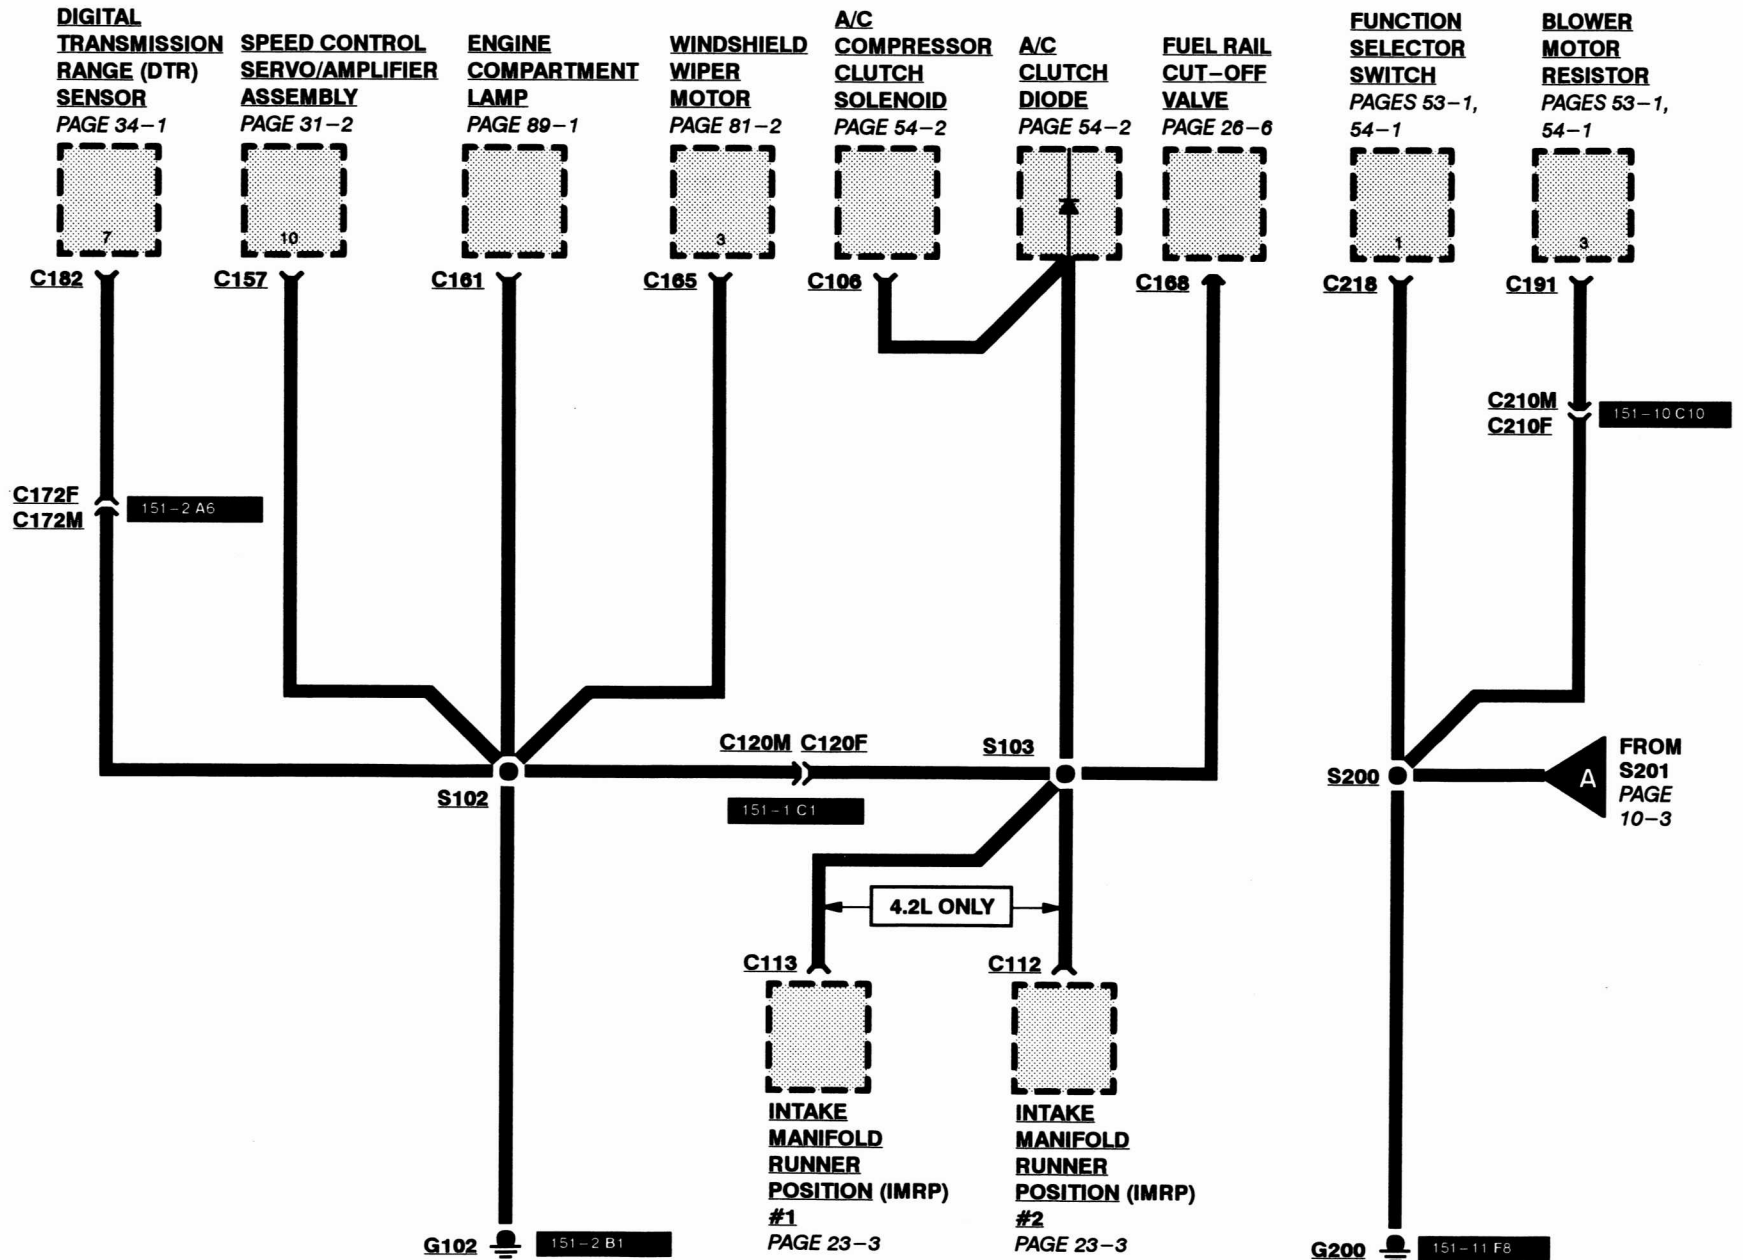 DIGITAL
TRANSMISSION
RANGE (DTR)
SENSOR
PAGE 34-1
SPEED CONTROL
SERVO/AMPLIFIER
ASSEMBLY
PAGE 31-2
ENGINE
COMPARTMENT
LAMP
PAGE 89-1
WINDSHIELD
WIPER
MOTOR
PAGE 81-2
A/C
COMPRESSOR
CLUTCH
SOLENOID
PAGE 54-2
A/C
CLUTCH
DIODE
PAGE 54-2
FUEL RAIL
CUT-OFF
VALVE
PAGE 26-6
FUNCTION
SELECTOR
SWITCH
PAGES 53-1,
54-1
BLOWER
MOTOR
RESISTOR
PAGES 53-1,
54-1
7
10
3
1
3
C182
C157
C161
C165
C106
C168
C218
C191
C210M
C210F
151-10 C10
C172F
C172M
151-2 A6
C120M C120F
S103
S102
151-1 C1
S200
A
FROM
S201
PAGE
10-3
4.2L ONLY
C113
C112
INTAKE
MANIFOLD
RUNNER
POSITION (IMRP)
#1
PAGE 23-3
INTAKE
MANIFOLD
RUNNER
POSITION (IMRP)
#2
PAGE 23-3
G102
151-2 B1
G200
151-11 F8